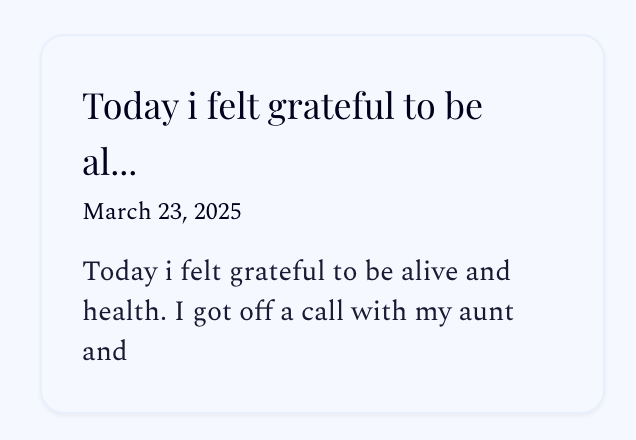 Today i felt grateful to be
al...
March 23, 2025
Today i felt grateful to be alive and
health. I got off a call with my aunt
and